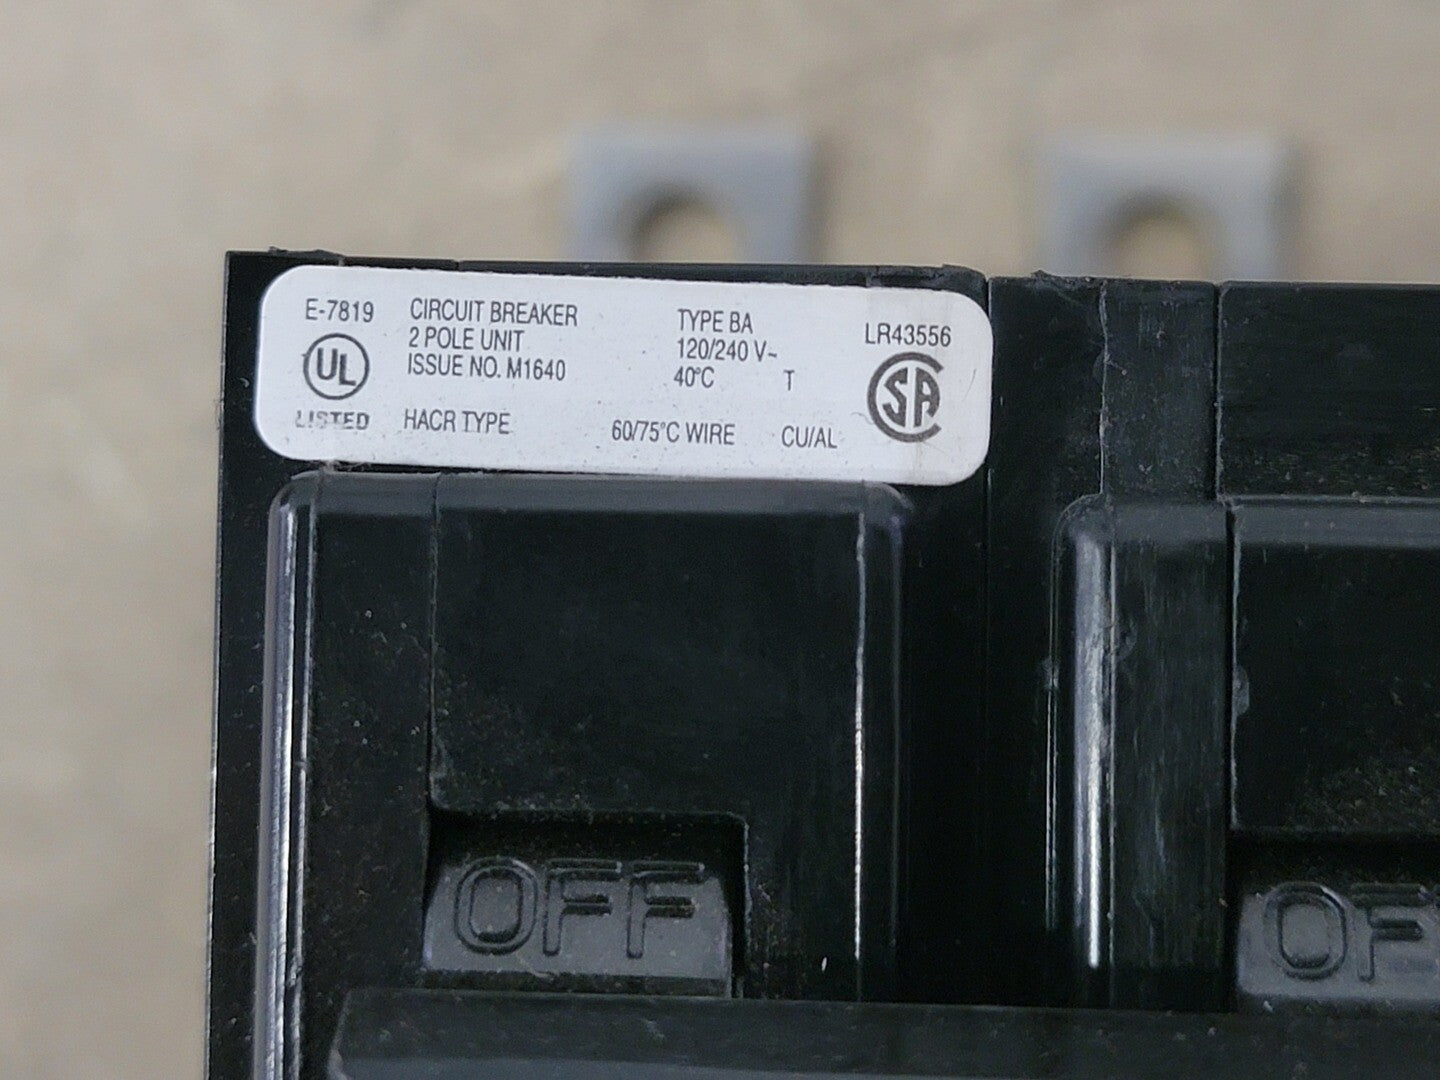 E-7819
UL
LISTED
CIRCUIT BREAKER
2 POLE UNIT
ISSUE NO. M1640
HACR TYPE
TYPE BA
120/240 V~
40°C T
60/75°C WIRE CU/AL
LR43556
SA
OFF
OF